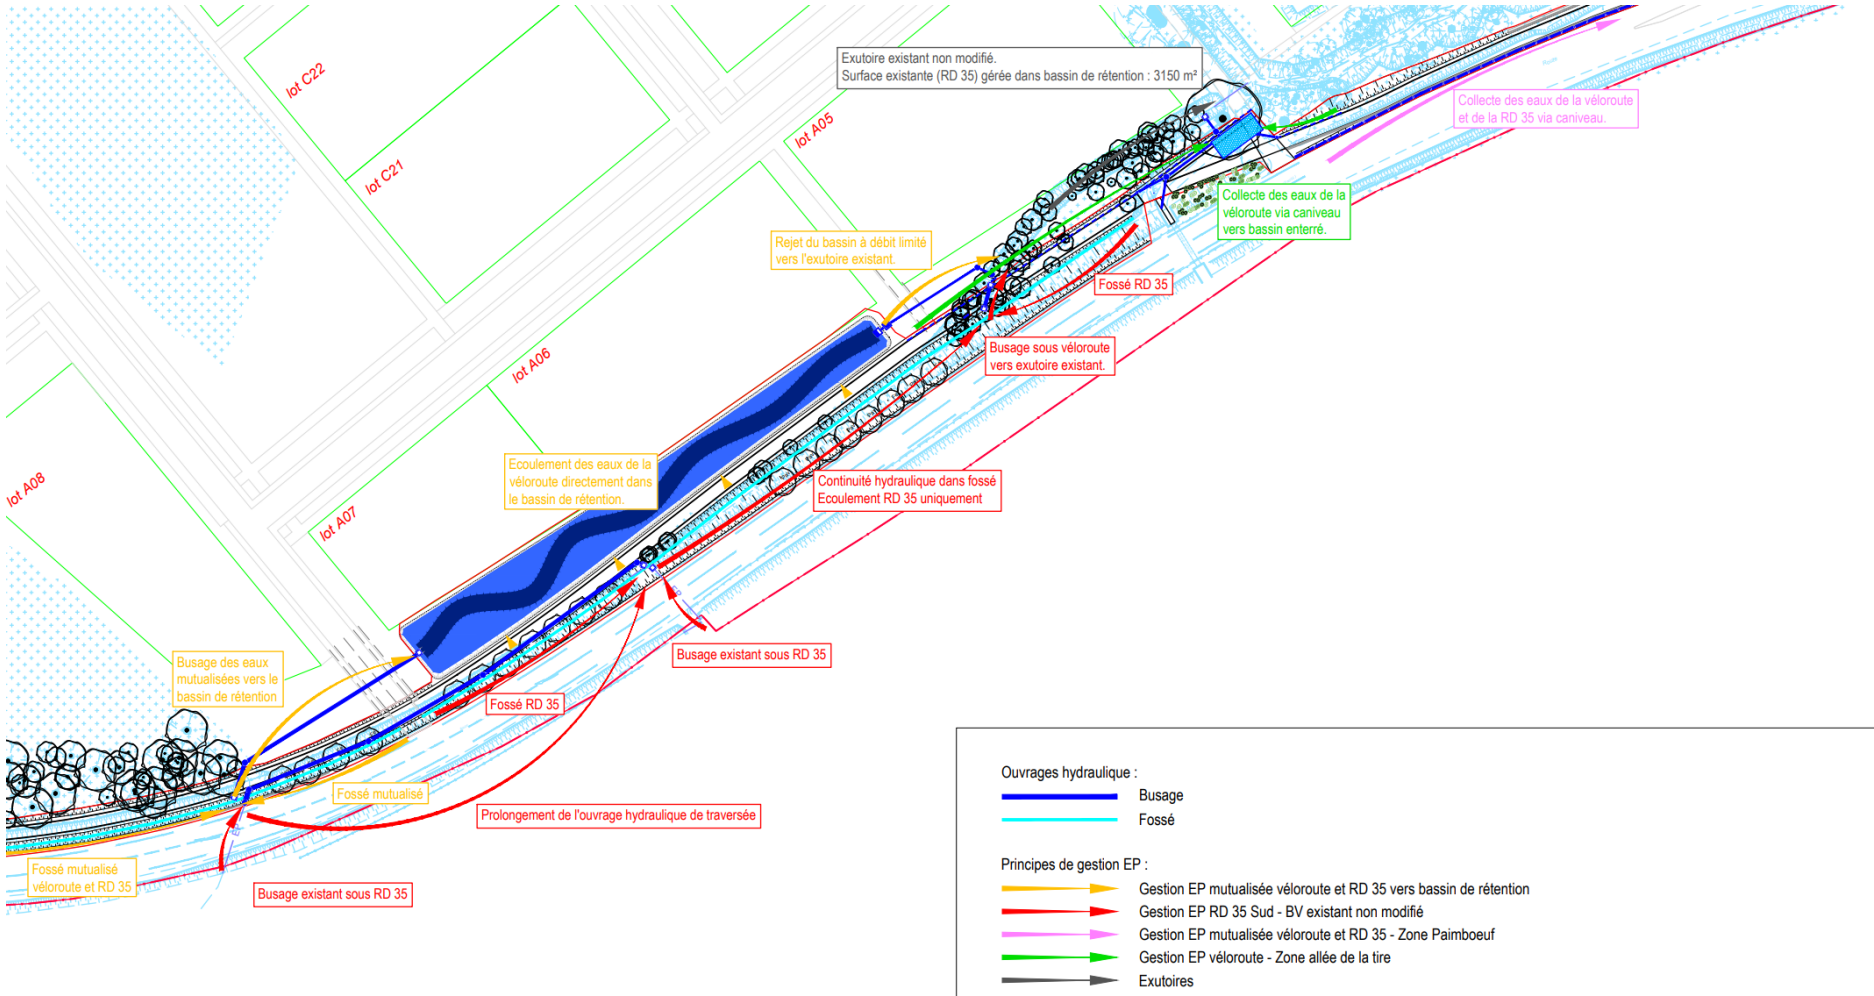 Exutoire existant non modifié.
Surface existante (RD 35) gérée dans bassin de rétention : 3150 m²
lot C22
lot C21
lot A05
Collecte des eaux de la véloroute
et de la RD 35 via caniveau.
Collecte des eaux de la
véloroute via caniveau
vers bassin enterré.
Rejet du bassin à débit limité
vers l'exutoire existant.
Fossé RD 35
Busage sous véloroute
vers exutoire existant.
lot A06
Ecoulement des eaux de la
véloroute directement dans
le bassin de rétention.
Continuité hydraulique dans fossé
Ecoulement RD 35 uniquement
lot A08
lot A07
Busage existant sous RD 35
Busage des eaux
mutualisées vers le
bassin de rétention
Fossé RD 35
Fossé mutualisé
Prolongement de l'ouvrage hydraulique de traversée
Fossé mutualisé
véloroute et RD 35
Busage existant sous RD 35
Ouvrages hydraulique :
Busage
Fossé
Principes de gestion EP :
Gestion EP mutualisée véloroute et RD 35 vers bassin de rétention
Gestion EP RD 35 Sud - BV existant non modifié
Gestion EP mutualisée véloroute et RD 35 - Zone Paimboeuf
Gestion EP véloroute - Zone allée de la tire
Exutoires